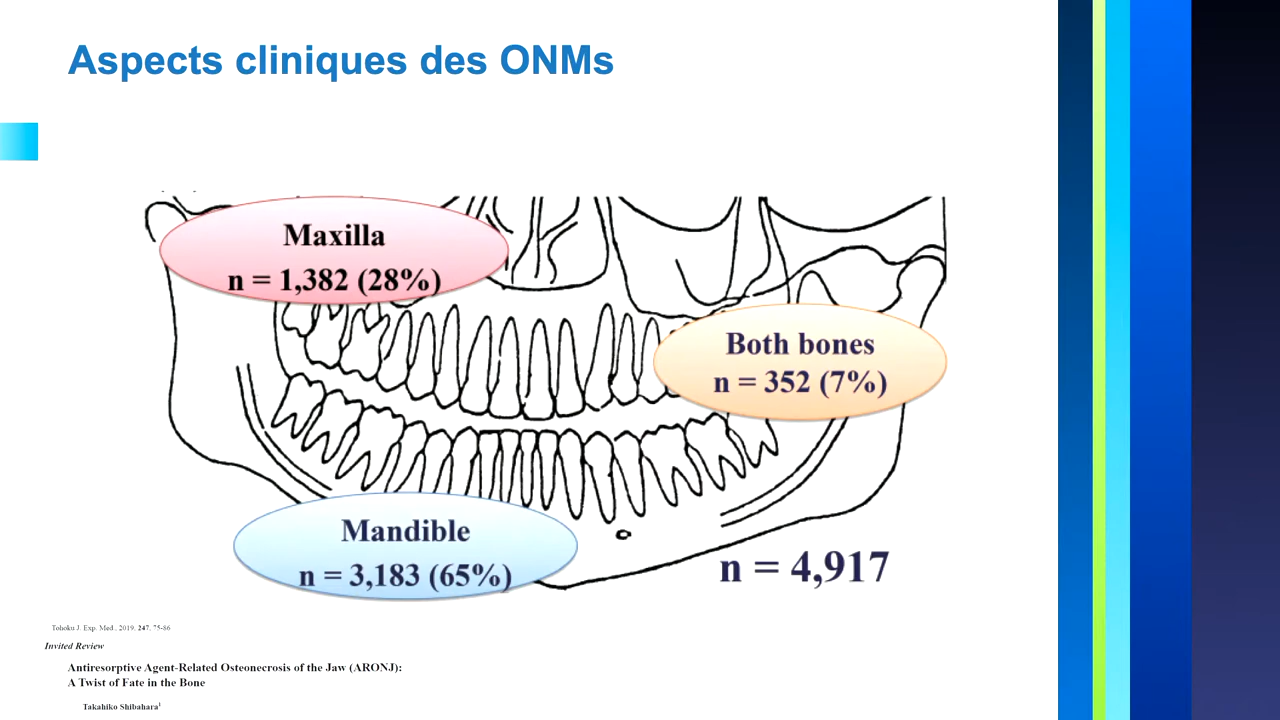 Aspects cliniques des ONMs
Maxilla
n = 1,382 (28%)
Both bones
n = 352 (7%)
Mandible
n = 3,183 (65%)
n = 4,917
Tohoku J. Exp. Med., 2019, 247, 75-86
Invited Review
Antiresorptive Agent-Related Osteonecrosis of the Jaw (ARONJ):
A Twist of Fate in the Bone
Takahiko Shibahara1